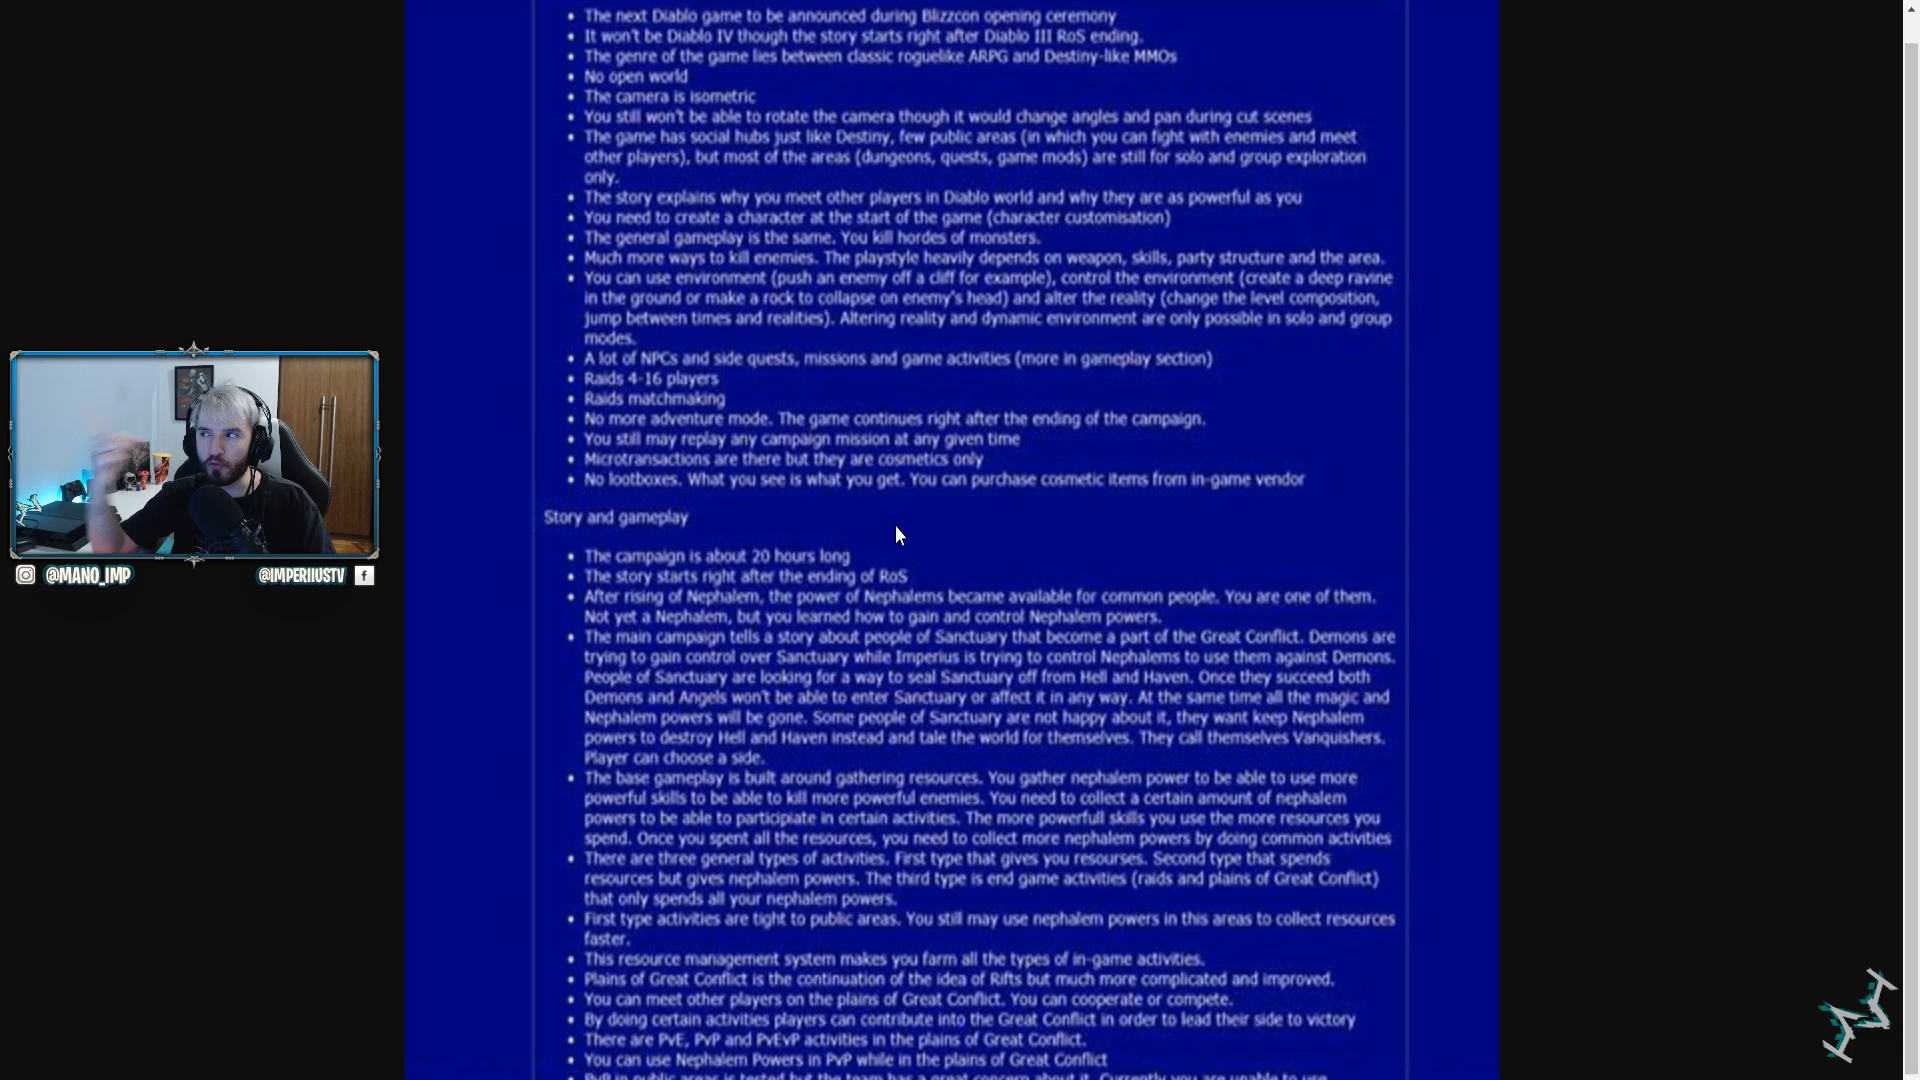 The next Diablo game to be announced during Blizzcon opening ceremony
It won't be Diablo IV though the story starts right after Diablo III RoS ending.
The genre of the game lies between classic roguelike ARPG and Destiny-like MMOs
No open world
The camera is isometric
You still won't be able to rotate the camera though it would change angles and pan during cut scenes
The game has social hubs just like Destiny, few public areas (in which you can fight with enemies and meet
other players), but most of the areas (dungeons, quests, game mods) are still for solo and group exploration
only.
The story explains why you meet other players in Diablo world and why they are as powerful as you
You need to create a character at the start of the game (character customisation)
The general gameplay is the same. You kill hordes of monsters.
Much more ways to kill enemies. The playstyle heavily depends on weapon, skills, party structure and the area.
You can use environment (push an enemy off a cliff for example), control the environment (create a deep ravine
in the ground or make a rock to collapse on enemy's head) and alter the reality (change the level composition,
jump between times and realities). Altering reality and dynamic environment are only possible in solo and group
modes.
A lot of NPCs and side quests, missions and game activities (more in gameplay section)
Raids 4-16 players
Raids matchmaking
No more adventure mode. The game continues right after the ending of the campaign.
You still may replay any campaign mission at any given time
Microtransactions are there but they are cosmetics only
No lootboxes. What you see is what you get. You can purchase cosmetic items from in-game vendor
Story and gameplay
The campaign is about 20 hours long
The story starts right after the ending of RoS
After rising of Nephalem, the power of Nephalems became available for common people. You are one of them.
Not yet a Nephalem, but you learned how to gain and control Nephalem powers.
The main campaign tells a story about people of Sanctuary that become a part of the Great Conflict. Demons are
trying to gain control over Sanctuary while Imperius is trying to control Nephalems to use them against Demons.
People of Sanctuary are looking for a way to seal Sanctuary off from Hell and Haven. Once they succeed both
Demons and Angels won't be able to enter Sanctuary or affect it in any way. At the same time all the magic and
Nephalem powers will be gone. Some people of Sanctuary are not happy about it, they want keep Nephalem
powers to destroy Hell and Haven instead and tale the world for themselves. They call themselves Vanquishers.
Player can choose a side.
The base gameplay is built around gathering resources. You gather nephalem power to be able to use more
powerful skills to be able to kill more powerful enemies. You need to collect a certain amount of nephalem
powers to be able to participiate in certain activities. The more powerfull skills you use the more resources you
spend. Once you spent all the resources, you need to collect more nephalem powers by doing common activities
There are three general types of activities. First type that gives you resourses. Second type that spends
resources but gives nephalem powers. The third type is end game activities (raids and plains of Great Conflict)
that only spends all your nephalem powers.
First type activities are tight to public areas. You still may use nephalem powers in this areas to collect resources
faster.
This resource management system makes you farm all the types of in-game activities.
Plains of Great Conflict is the continuation of the idea of Rifts but much more complicated and improved.
You can meet other players on the plains of Great Conflict. You can cooperate or compete.
By doing certain activities players can contribute into the Great Conflict in order to lead their side to victory
There are PvE, PvP and PvEvP activities in the plains of Great Conflict.
You can use Nephalem Powers in PvP while in the plains of Great Conflict
PvP in public areas is tested but the team has a great concern about it. Currently you are unable to use
@MANO_IMP
@IMPERIIUSTV